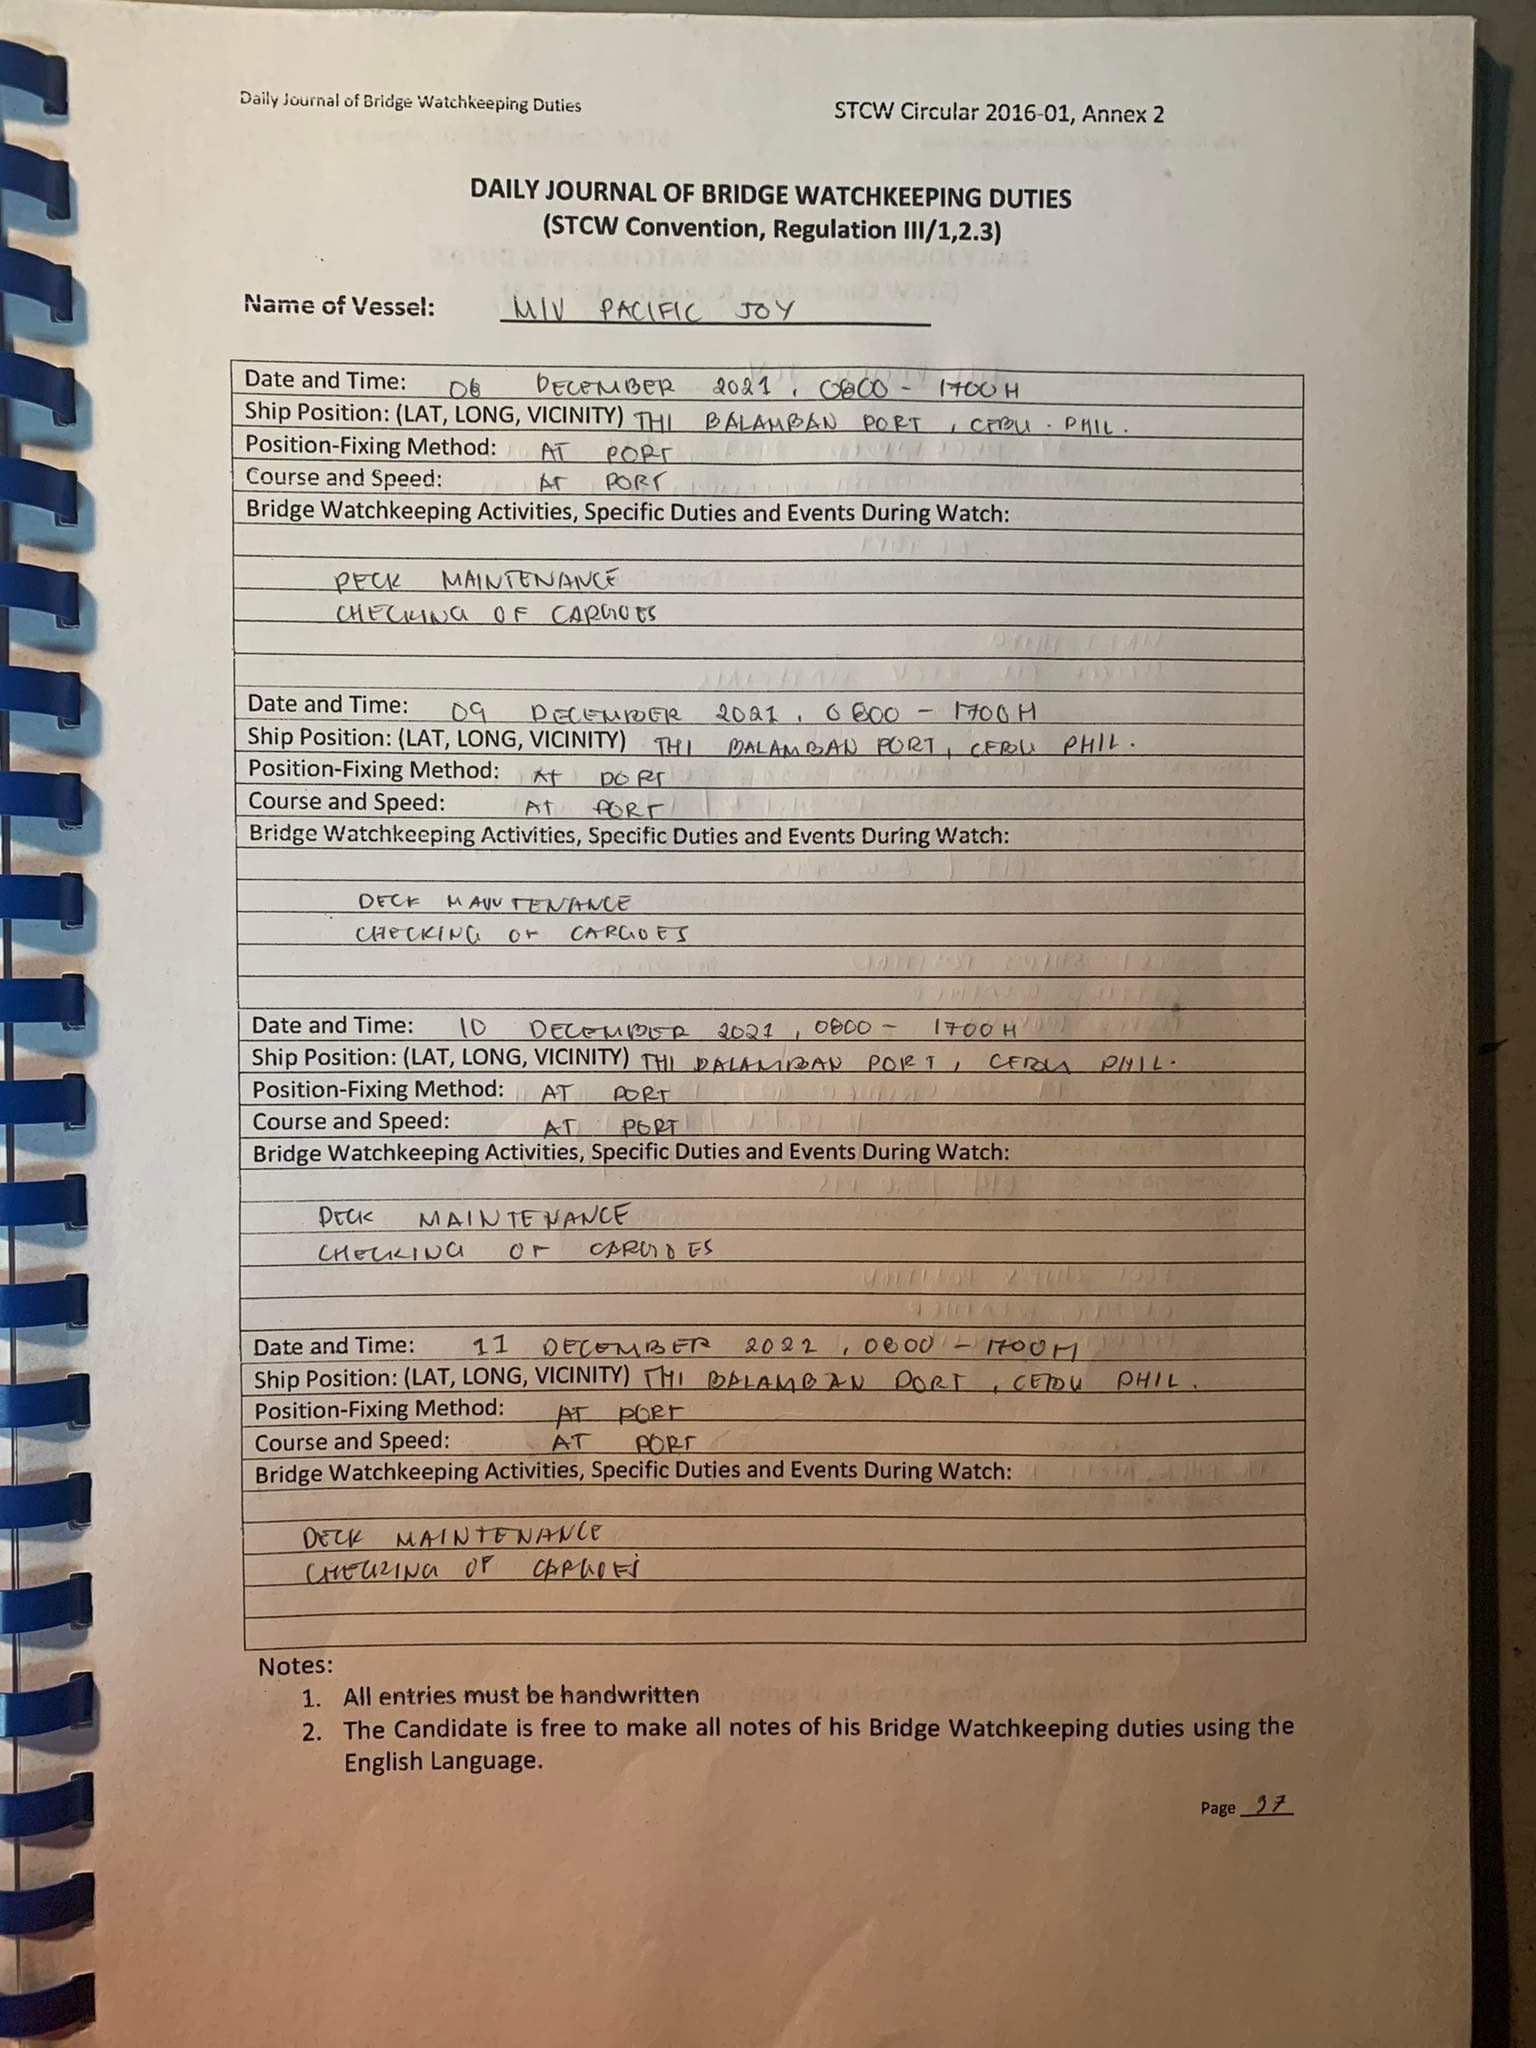 Daily Journal of Bridge Watchkeeping Duties
STCW Circular 2016-01, Annex 2
DAILY JOURNAL OF BRIDGE WATCHKEEPING DUTIES
(STCW Convention, Regulation III/1,2.3)
Name of Vessel: M/V PACIFIC JOY
Date and Time: 08 DECEMBER 2021, 0800 - 1700H
Ship Position: (LAT, LONG, VICINITY) THI BALAMBAN PORT, CEBU. PHIL.
Position-Fixing Method: AT PORT
Course and Speed: AT PORT
Bridge Watchkeeping Activities, Specific Duties and Events During Watch:
DECK MAINTENANCE
CHECKING OF CARGOES
Date and Time: 09 DECEMBER 2021, 0800 - 1700H
Ship Position: (LAT, LONG, VICINITY) THI BALAMBAN PORT, CEBU PHIL.
Position-Fixing Method: AT PORT
Course and Speed: AT PORT
Bridge Watchkeeping Activities, Specific Duties and Events During Watch:
DECK MAINTENANCE
CHECKING OF CARGOES
Date and Time: 10 DECEMBER 2021, 0800 - 1700H
Ship Position: (LAT, LONG, VICINITY) THI BALAMBAN PORT, CEBU PHIL.
Position-Fixing Method: AT PORT
Course and Speed: AT PORT
Bridge Watchkeeping Activities, Specific Duties and Events During Watch:
DECK MAINTENANCE
CHECKING OF CARGOES
Date and Time: 11 DECEMBER 2022, 0800 - 1700H
Ship Position: (LAT, LONG, VICINITY) THI BALAMBAN PORT, CEBU PHIL.
Position-Fixing Method: AT PORT
Course and Speed: AT PORT
Bridge Watchkeeping Activities, Specific Duties and Events During Watch:
DECK MAINTENANCE
CHECKING OF CARGOES
Notes:
1. All entries must be handwritten
2. The Candidate is free to make all notes of his Bridge Watchkeeping duties using the
English Language.
Page 37